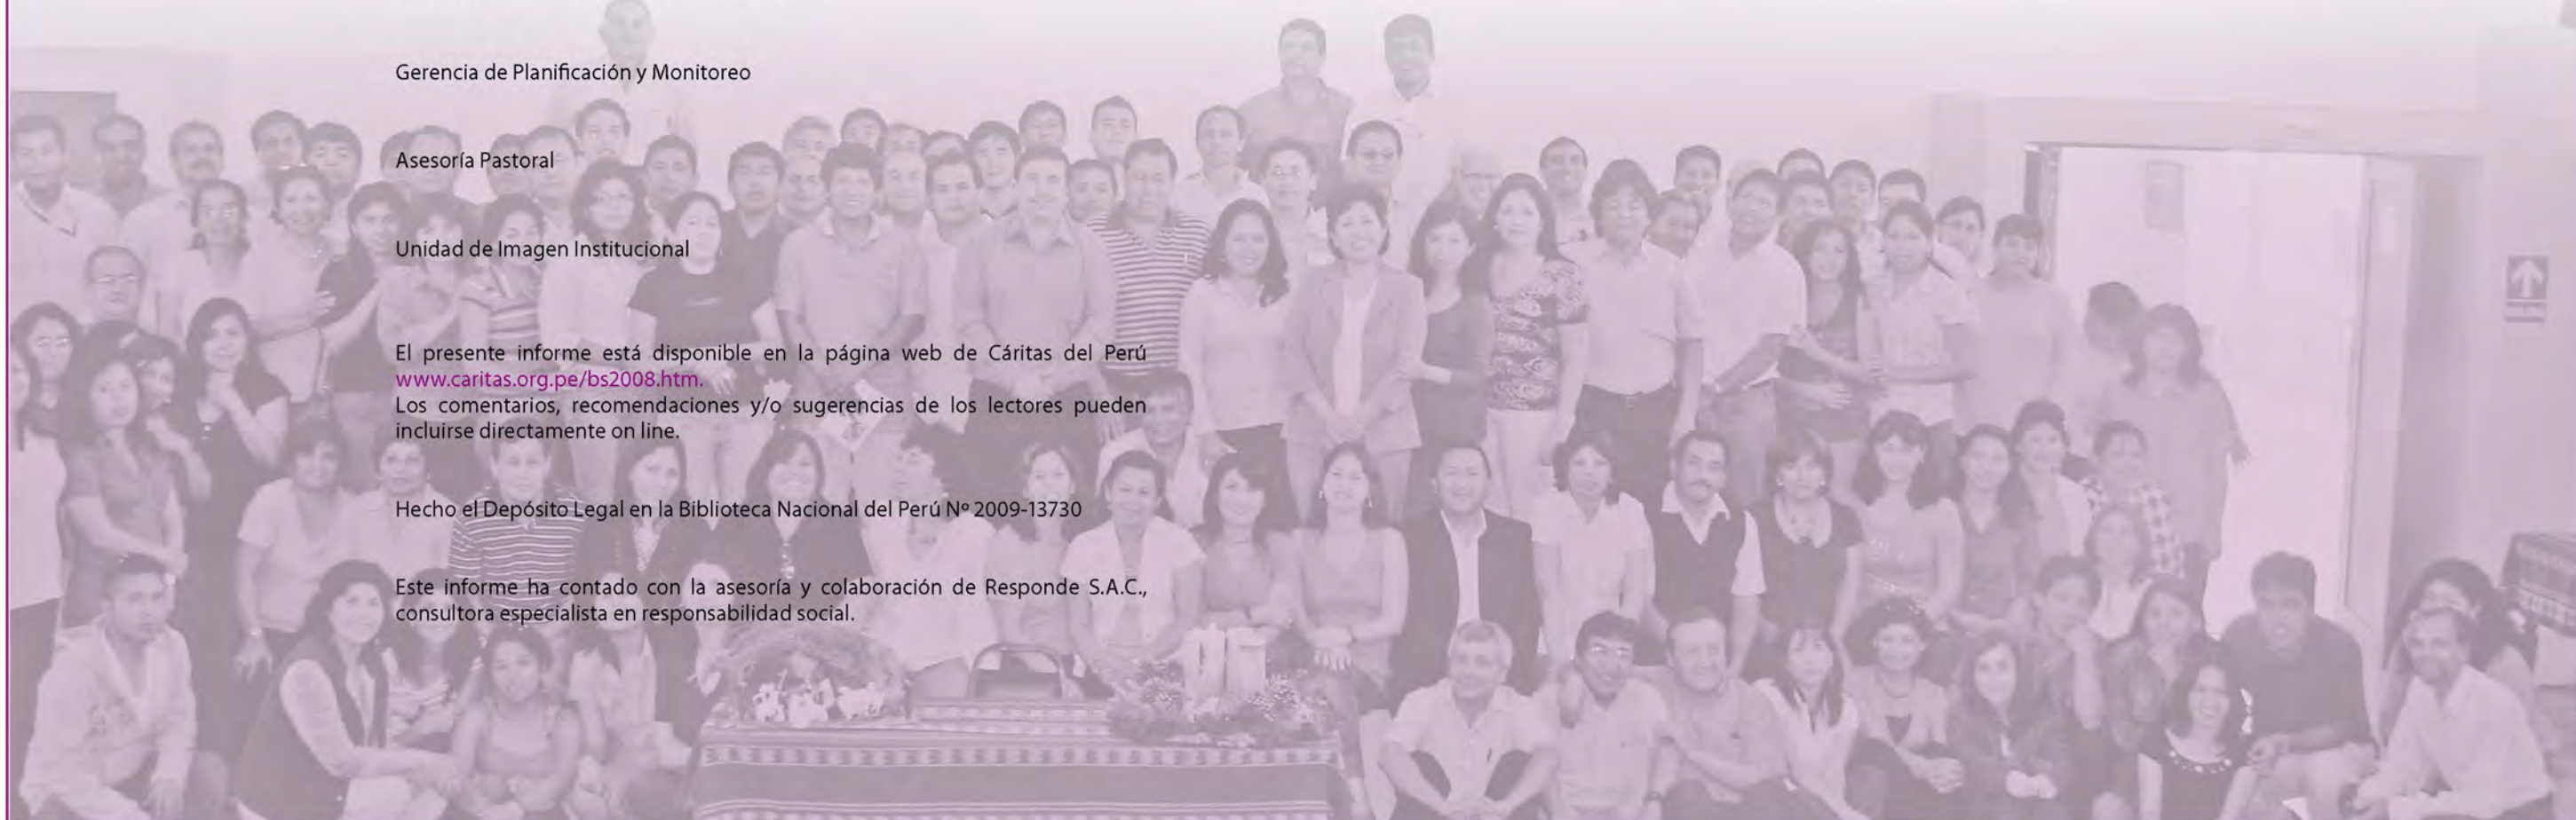 Gerencia de Planificación y Monitoreo
Asesoría Pastoral
Unidad de Imagen Institucional
El presente informe está disponible en la página web de Cáritas del Perú
www.caritas.org.pe/bs2008.htm.
Los comentarios, recomendaciones y/o sugerencias de los lectores pueden
incluirse directamente on line.
Hecho el Depósito Legal en la Biblioteca Nacional del Perú Nº 2009-13730
Este informe ha contado con la asesoría y colaboración de Responde S.A.C.,
consultora especialista en responsabilidad social.